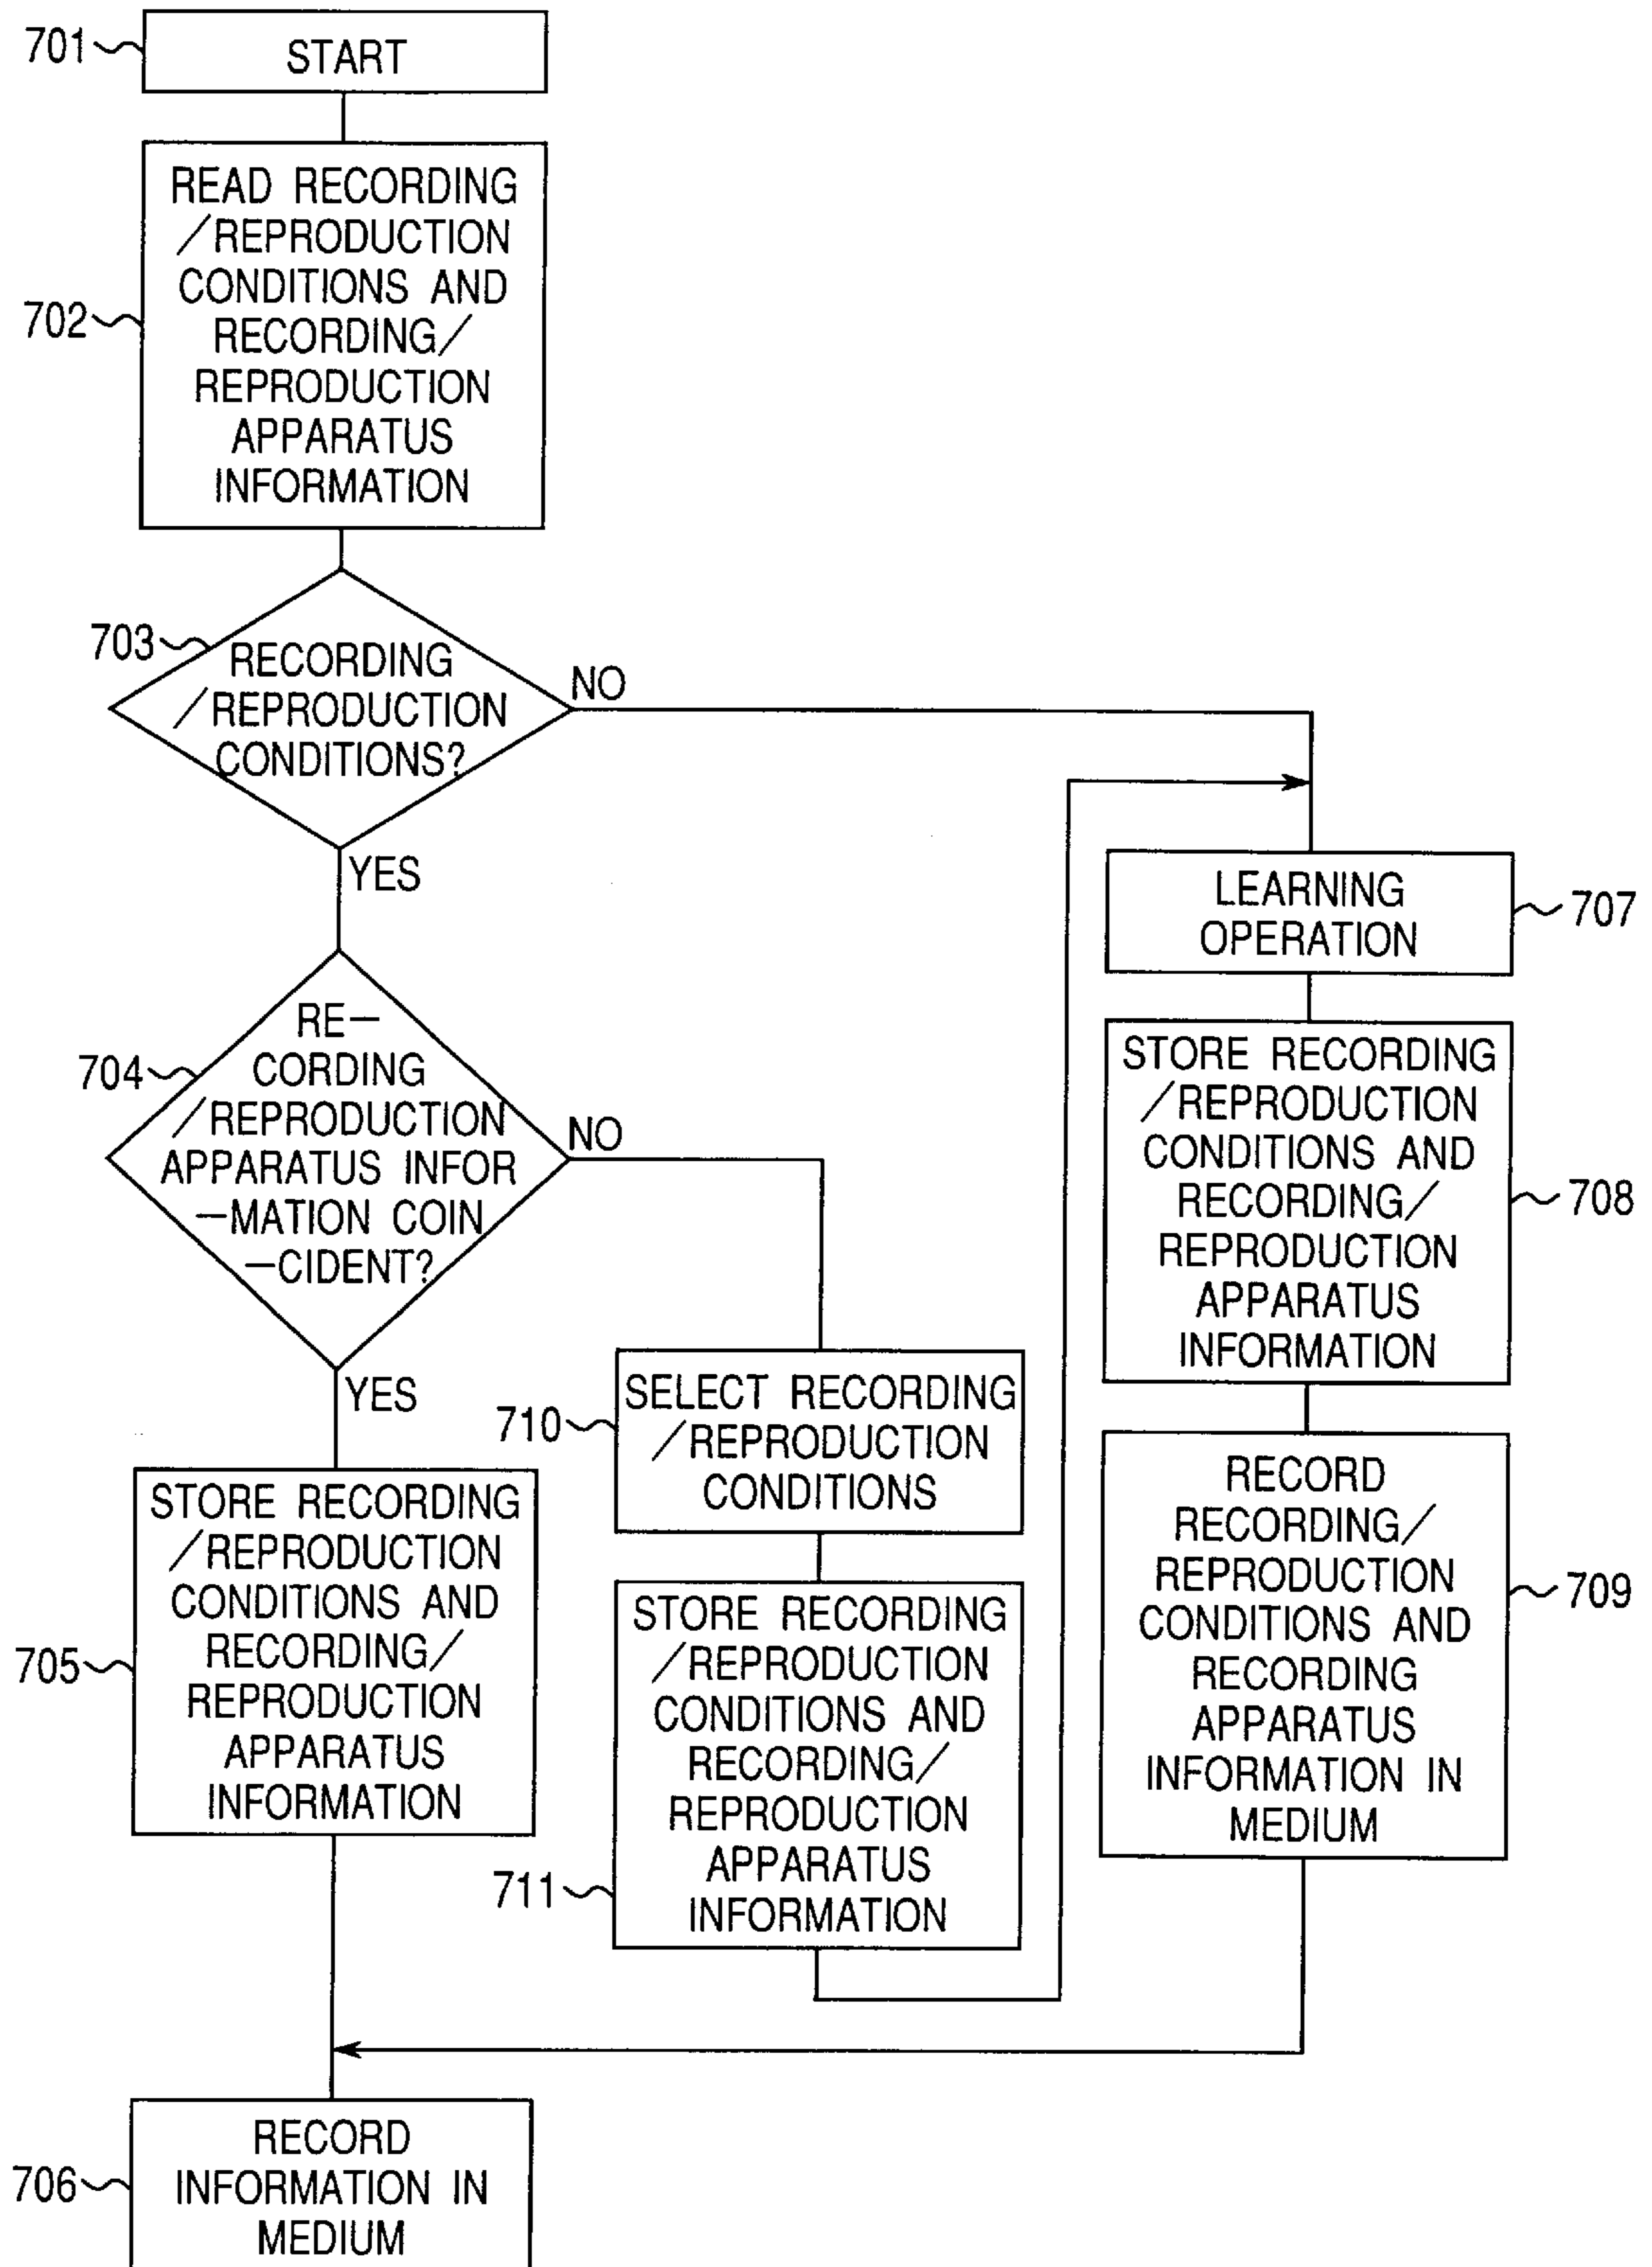 701
START
702
READ RECORDING
/REPRODUCTION
CONDITIONS AND
RECORDING/
REPRODUCTION
APPARATUS
INFORMATION
703
RECORDING
/REPRODUCTION
CONDITIONS?
NO
YES
704
RE-
CORDING
/REPRODUCTION
APPARATUS INFOR
-MATION COIN
-CIDENT?
NO
YES
705
STORE RECORDING
/REPRODUCTION
CONDITIONS AND
RECORDING/
REPRODUCTION
APPARATUS
INFORMATION
710
SELECT RECORDING
/REPRODUCTION
CONDITIONS
711
STORE RECORDING
/REPRODUCTION
CONDITIONS AND
RECORDING/
REPRODUCTION
APPARATUS
INFORMATION
LEARNING
OPERATION
707
STORE RECORDING
/REPRODUCTION
CONDITIONS AND
RECORDING/
REPRODUCTION
APPARATUS
INFORMATION
708
RECORD
RECORDING/
REPRODUCTION
CONDITIONS AND
RECORDING
APPARATUS
INFORMATION IN
MEDIUM
709
706
RECORD
INFORMATION IN
MEDIUM